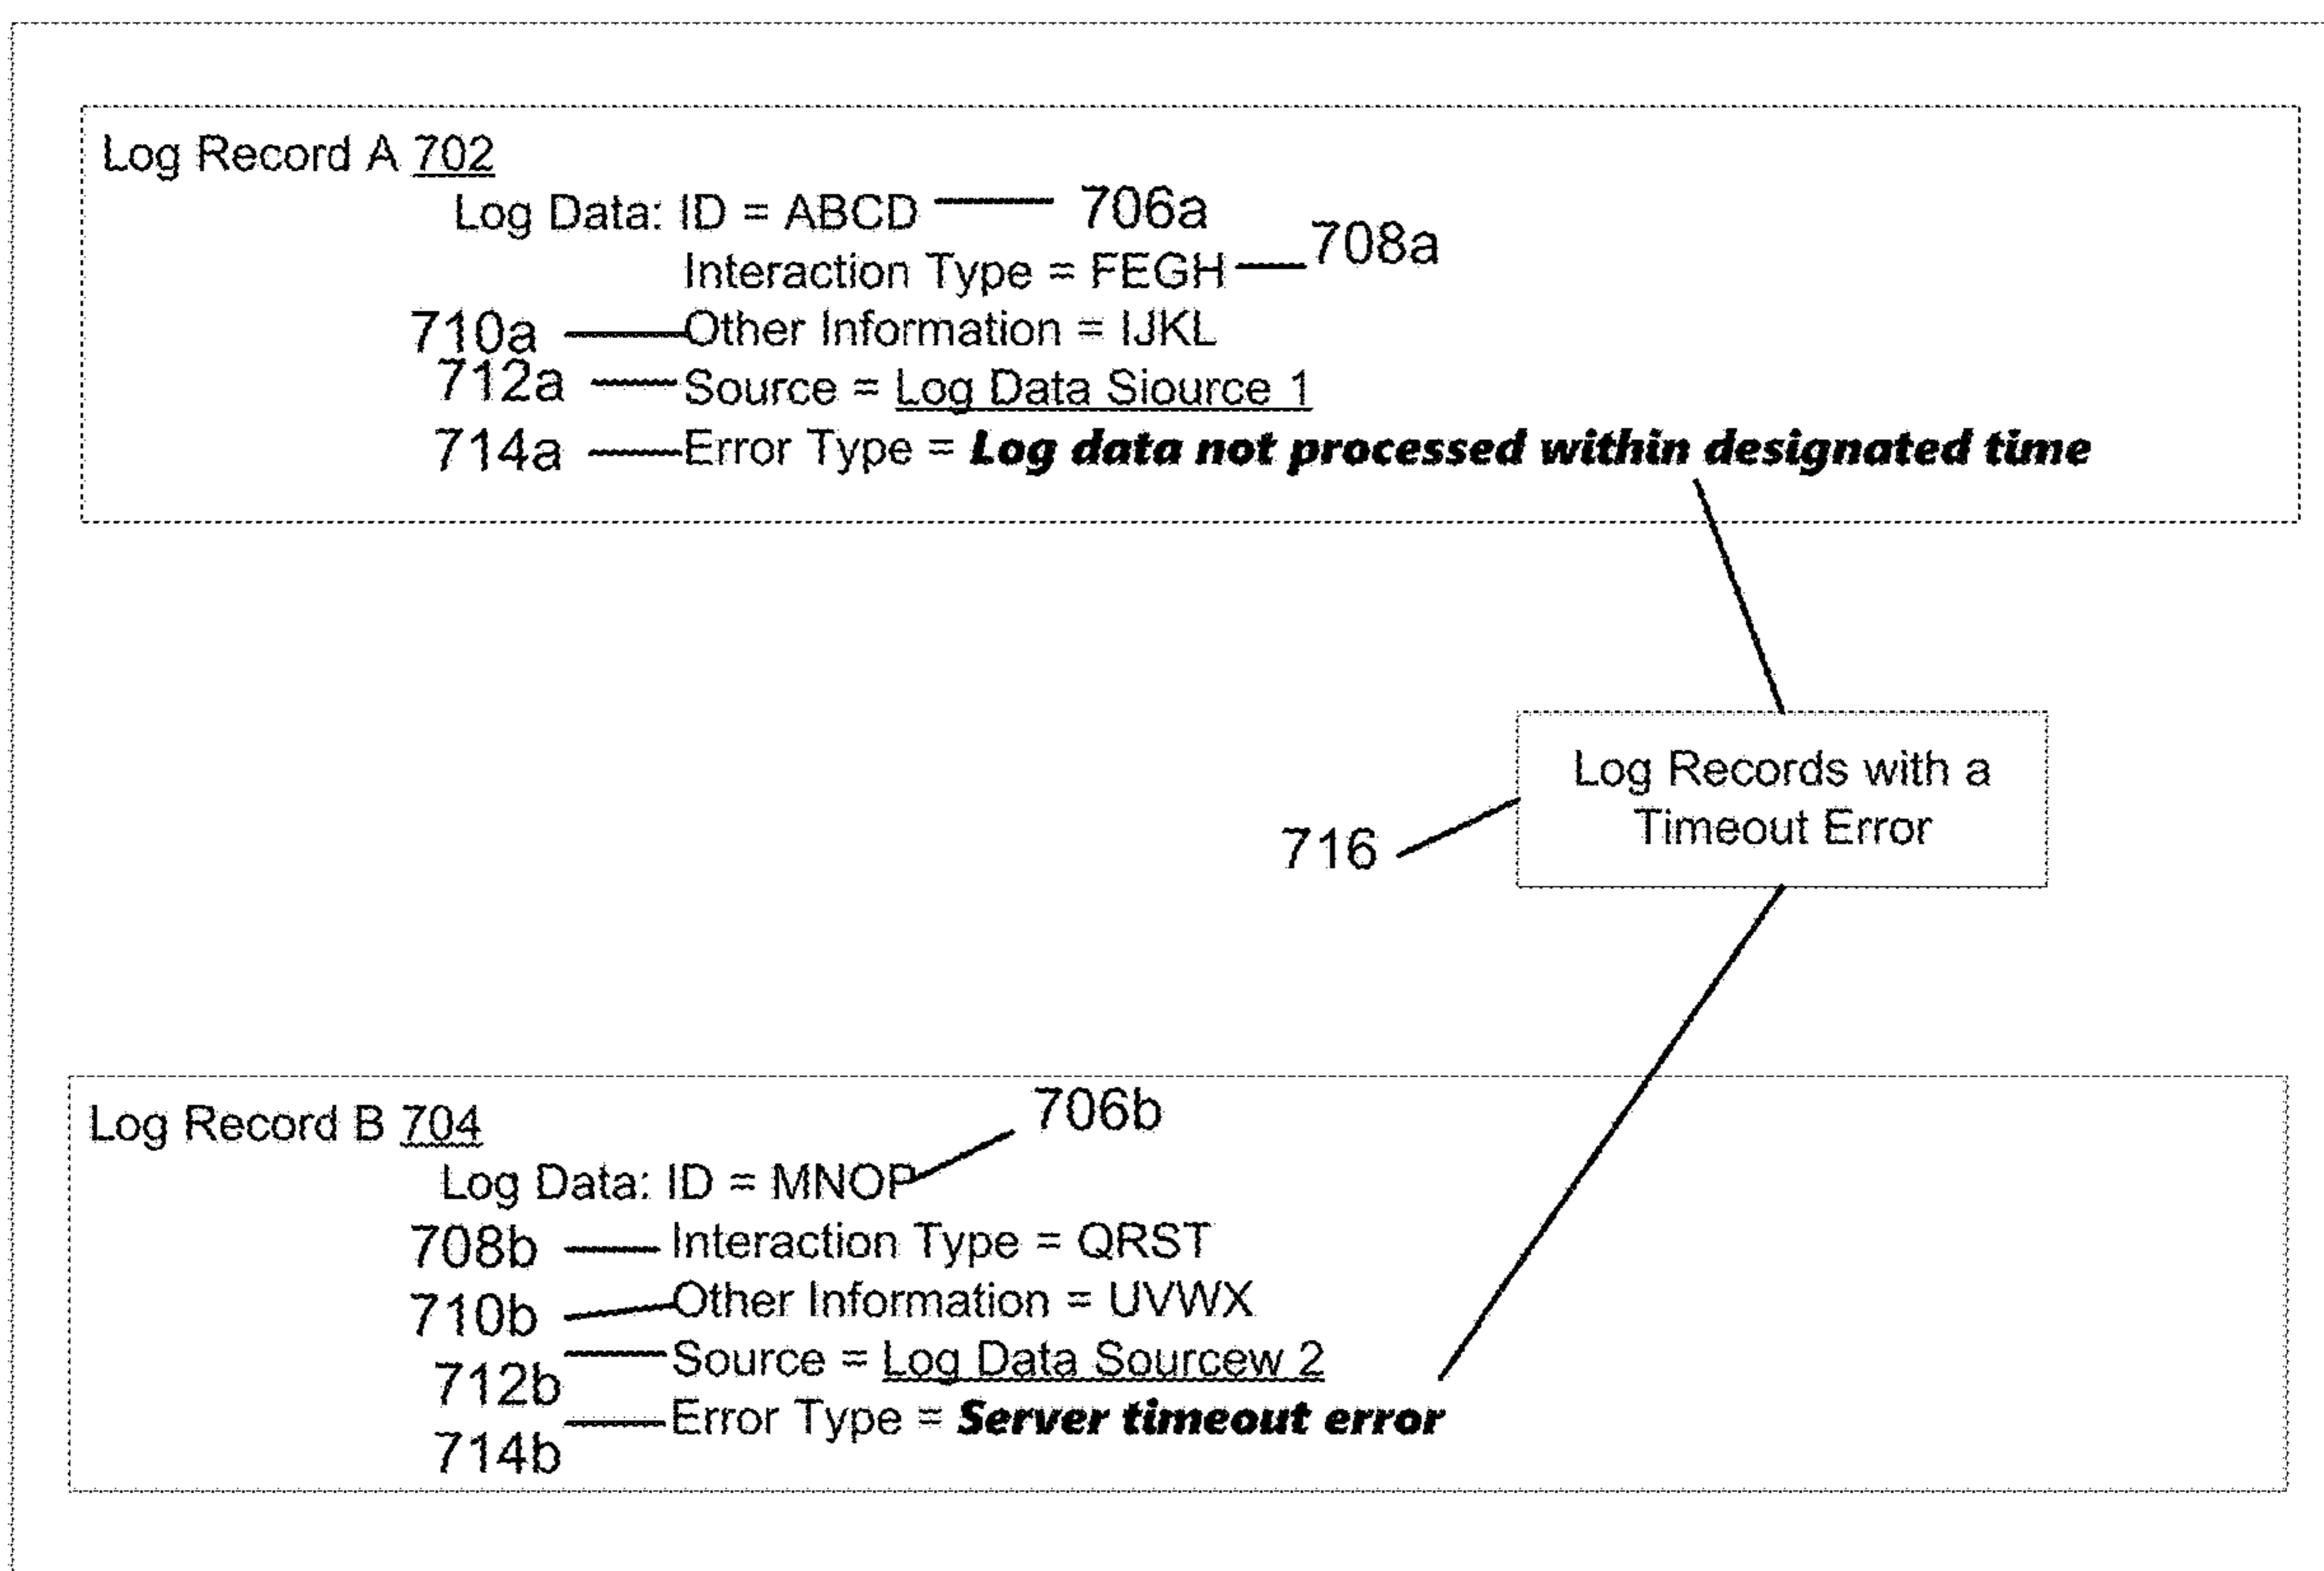 Log Record A 702
Log Data: ID = ABCD 706a
Interaction Type = FEGH 708a
710a Other Information = IJKL
712a Source = Log Data Siource 1
714a Error Type = Log data not processed within designated time
Log Records with a
Timeout Error
716
Log Record B 704
706b
Log Data: ID = MNOP
708b Interaction Type = QRST
710b Other Information = UVWX
712b Source = Log Data Sourcew 2
714b Error Type = Server timeout error